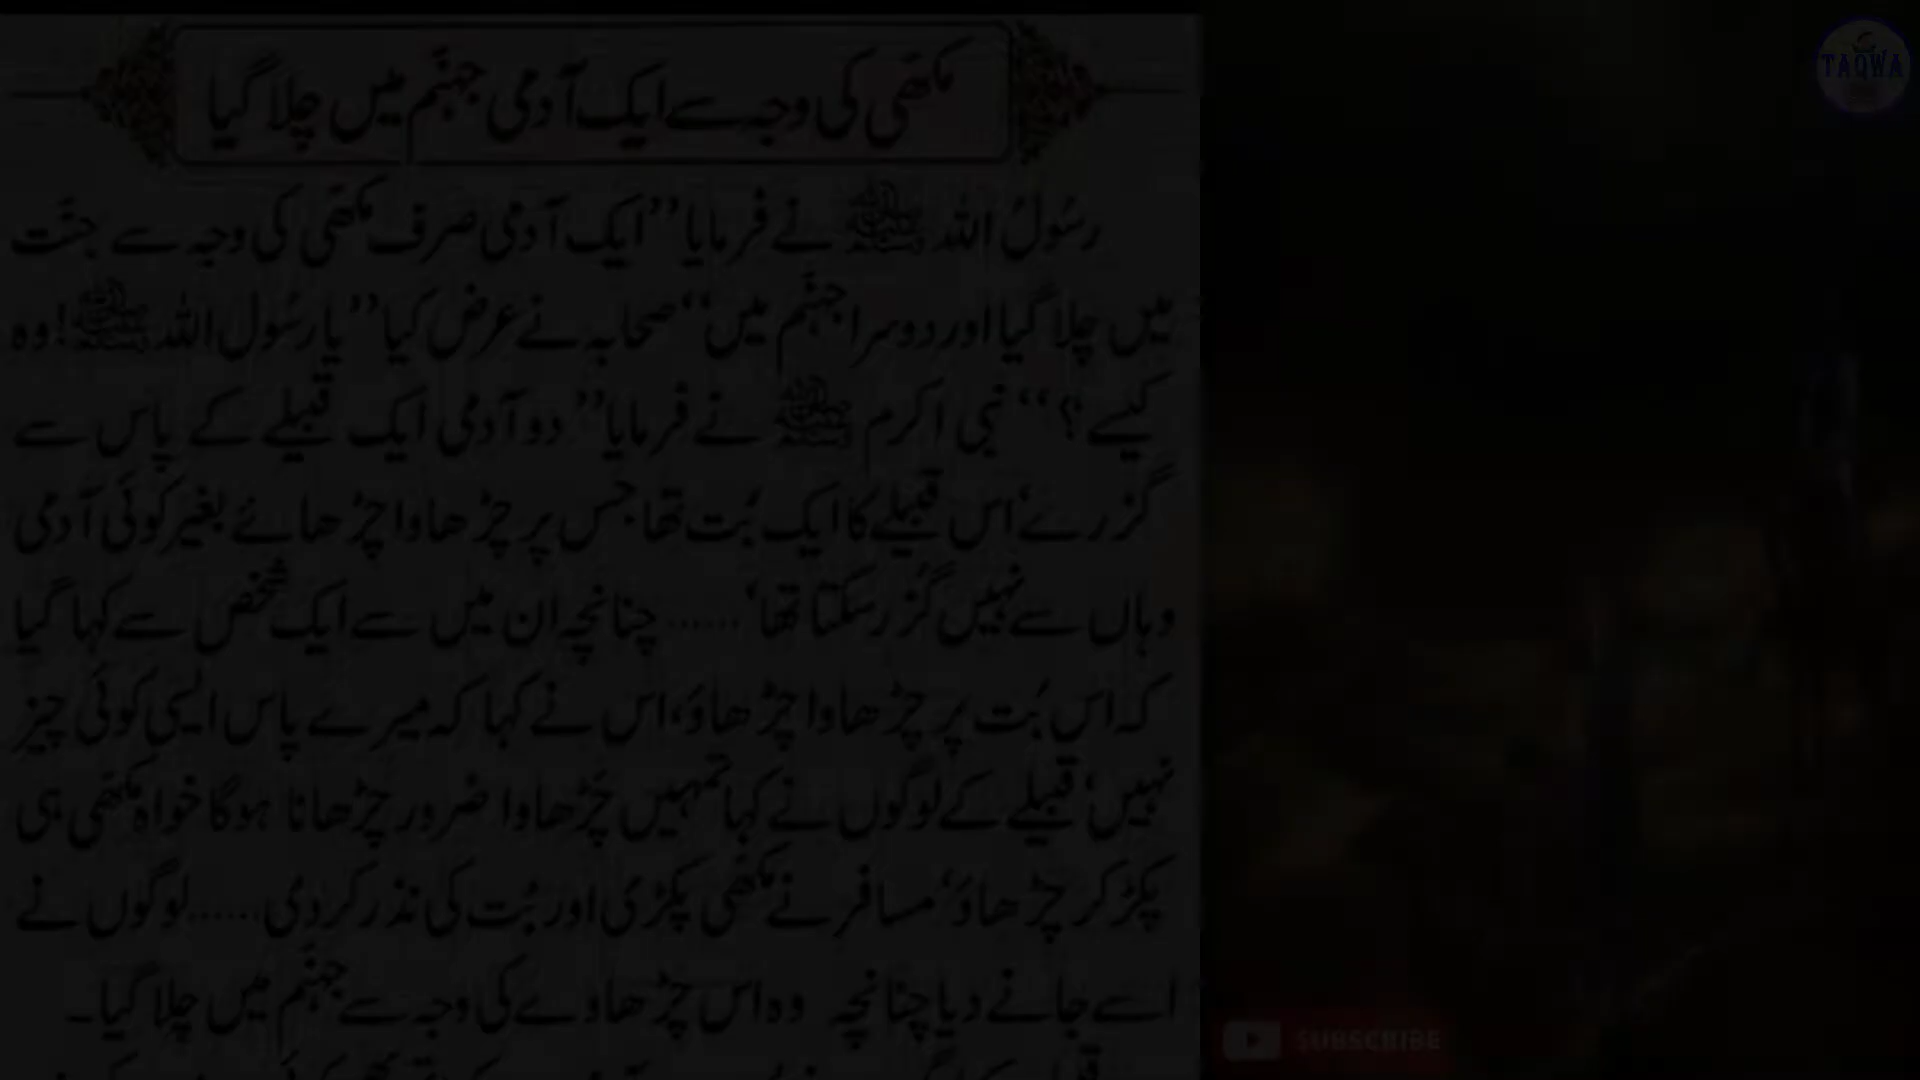 مکھی کی وجہ سے ایک آدمی جہنم میں چلا گیا
رسُولُ اللہ ﷺ نے فرمایا ’’ایک آدمی صرف مکھی کی وجہ سے جنت
میں چلا گیا اور دوسرا جہنم میں‘‘ صحابہ نے عرض کیا ’’یا رسُول اللہ ﷺ! وہ
کیسے؟‘‘ نبی اکرم ﷺ نے فرمایا ’’دو آدمی ایک قبیلے کے پاس سے
گزرے‘ اس قبیلے کا ایک بُت تھا جس پر چڑھاوا چڑھائے بغیر کوئی آدمی
وہاں سے نہیں گزر سکتا تھا‘...... چنانچہ ان میں سے ایک شخص سے کہا گیا
کہ اس بُت پر چڑھاوا چڑھاؤ، اس نے کہا کہ میرے پاس ایسی کوئی چیز
نہیں‘ قبیلے کے لوگوں نے کہا تمہیں چڑھاوا ضرور چڑھانا ہوگا خواہ مکھی ہی
پکڑ کر چڑھاؤ‘ مسافر نے مکھی پکڑی اور بُت کی نذر کر دی...... لوگوں نے
اسے جانے دیا چنانچہ وہ اس چڑھاوے کی وجہ سے جہنم میں چلا گیا۔
TAQWA
SUBSCRIBE